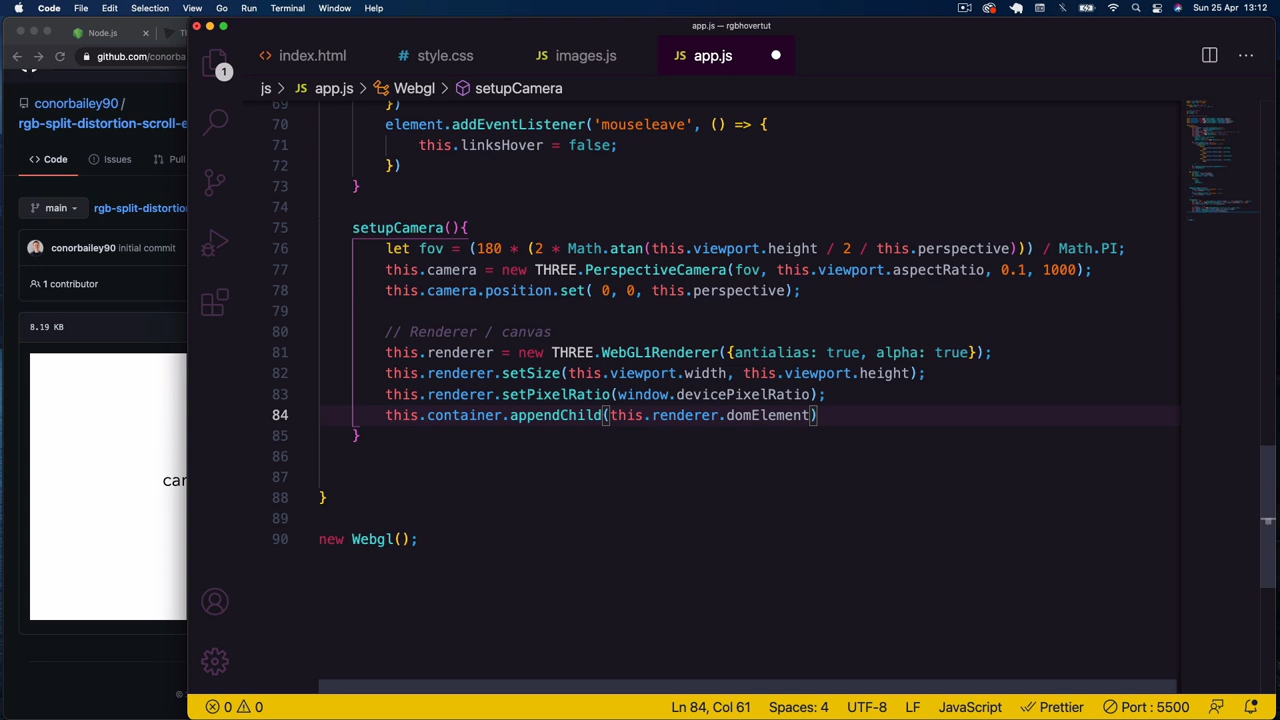 Code File Edit Selection View Go Run Terminal Window Help Sun 25 Apr 13:12
app.js — rgbhovertut
Node.js
github.com/conorba
index.html style.css JS images.js JS app.js
1
js > JS app.js > Webgl > setupCamera
conorbailey90 /
rgb-split-distortion-scroll-e
Code Issues Pull
main rgb-split-distortion
conorbailey90 initial commit
1 contributor
8.19 KB
car
69 })
70 element.addEventListener('mouseleave', () => {
71 this.linksHover = false;
72 })
73 }
74
75 setupCamera(){
76 let fov = (180 * (2 * Math.atan(this.viewport.height / 2 / this.perspective))) / Math.PI;
77 this.camera = new THREE.PerspectiveCamera(fov, this.viewport.aspectRatio, 0.1, 1000);
78 this.camera.position.set( 0, 0, this.perspective);
79
80 // Renderer / canvas
81 this.renderer = new THREE.WebGL1Renderer({antialias: true, alpha: true});
82 this.renderer.setSize(this.viewport.width, this.viewport.height);
83 this.renderer.setPixelRatio(window.devicePixelRatio);
84 this.container.appendChild(this.renderer.domElement)
85 }
86
87
88 }
89
90 new Webgl();
0 0 Ln 84, Col 61 Spaces: 4 UTF-8 LF JavaScript Prettier Port : 5500